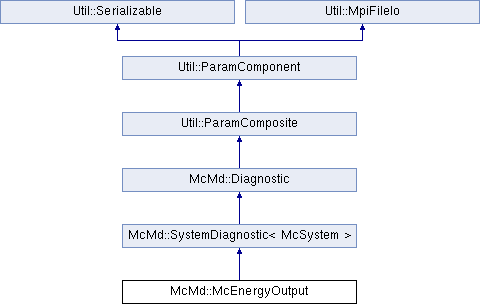 Util::Serializable
Util::MpiFileIo
Util::ParamComponent
Util::ParamComposite
McMd::Diagnostic
McMd::SystemDiagnostic< McSystem >
McMd::McEnergyOutput